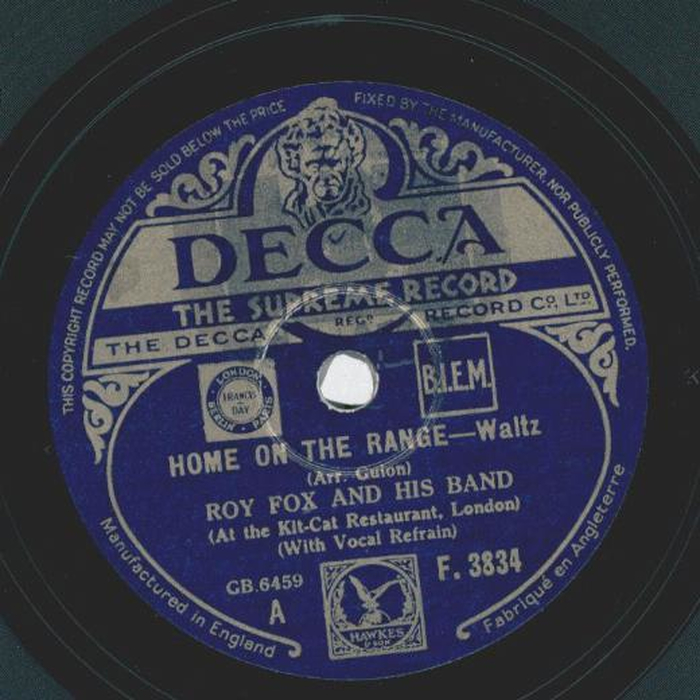 THIS COPYRIGHT RECORD MAY NOT BE SOLD BELOW THE PRICE FIXED BY THE MANUFACTURER, NOR PUBLICLY PERFORMED.
DECCA
THE SUPREME RECORD
REGD
THE DECCA RECORD CO. LTD
LONDON
FRANCIS
DAY
BERLIN PARIS
B.I.E.M.
HOME ON THE RANGE—Waltz
(Arr. Guion)
ROY FOX AND HIS BAND
(At the Kit-Cat Restaurant, London)
(With Vocal Refrain)
GB.6459
F. 3834
A
HAWKES
& SON
Manufactured in England
Fabriqué en Angleterre